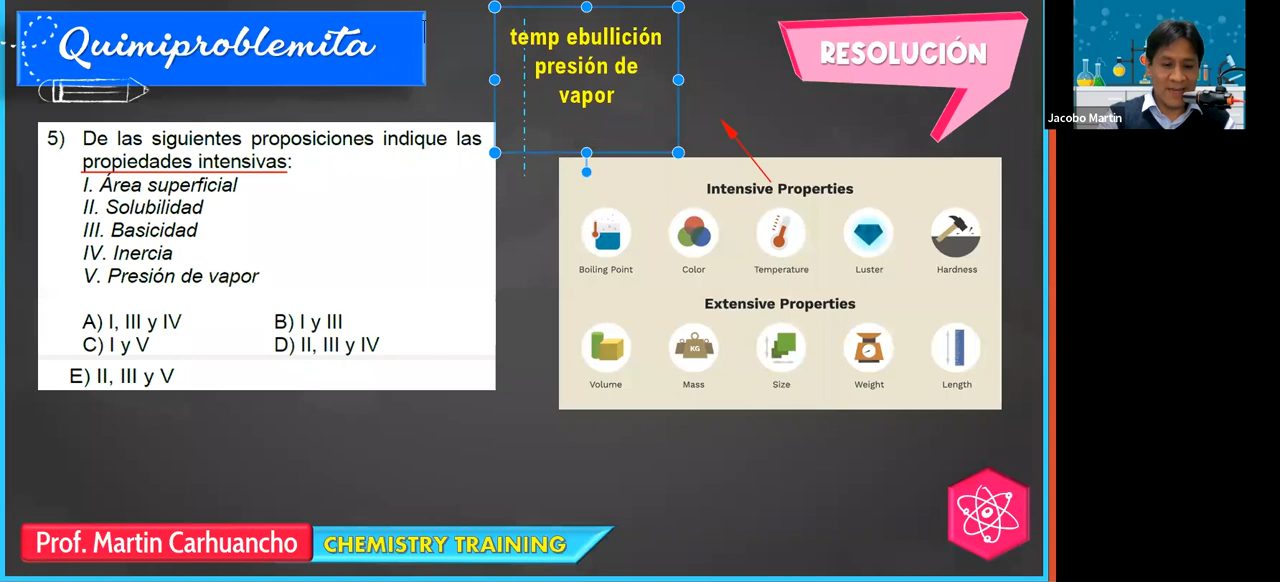 Quimiproblemita
temp ebullición
presión de
vapor
RESOLUCIÓN
Jacobo Martin
5) De las siguientes proposiciones indique las
propiedades intensivas:
I. Área superficial
II. Solubilidad
III. Basicidad
IV. Inercia
V. Presión de vapor
A) I, III y IV B) I y III
C) I y V D) II, III y IV
E) II, III y V
Intensive Properties
Boiling Point Color Temperature Luster Hardness
Extensive Properties
KG
Volume Mass Size Weight Length
Prof. Martin Carhuancho CHEMISTRY TRAINING